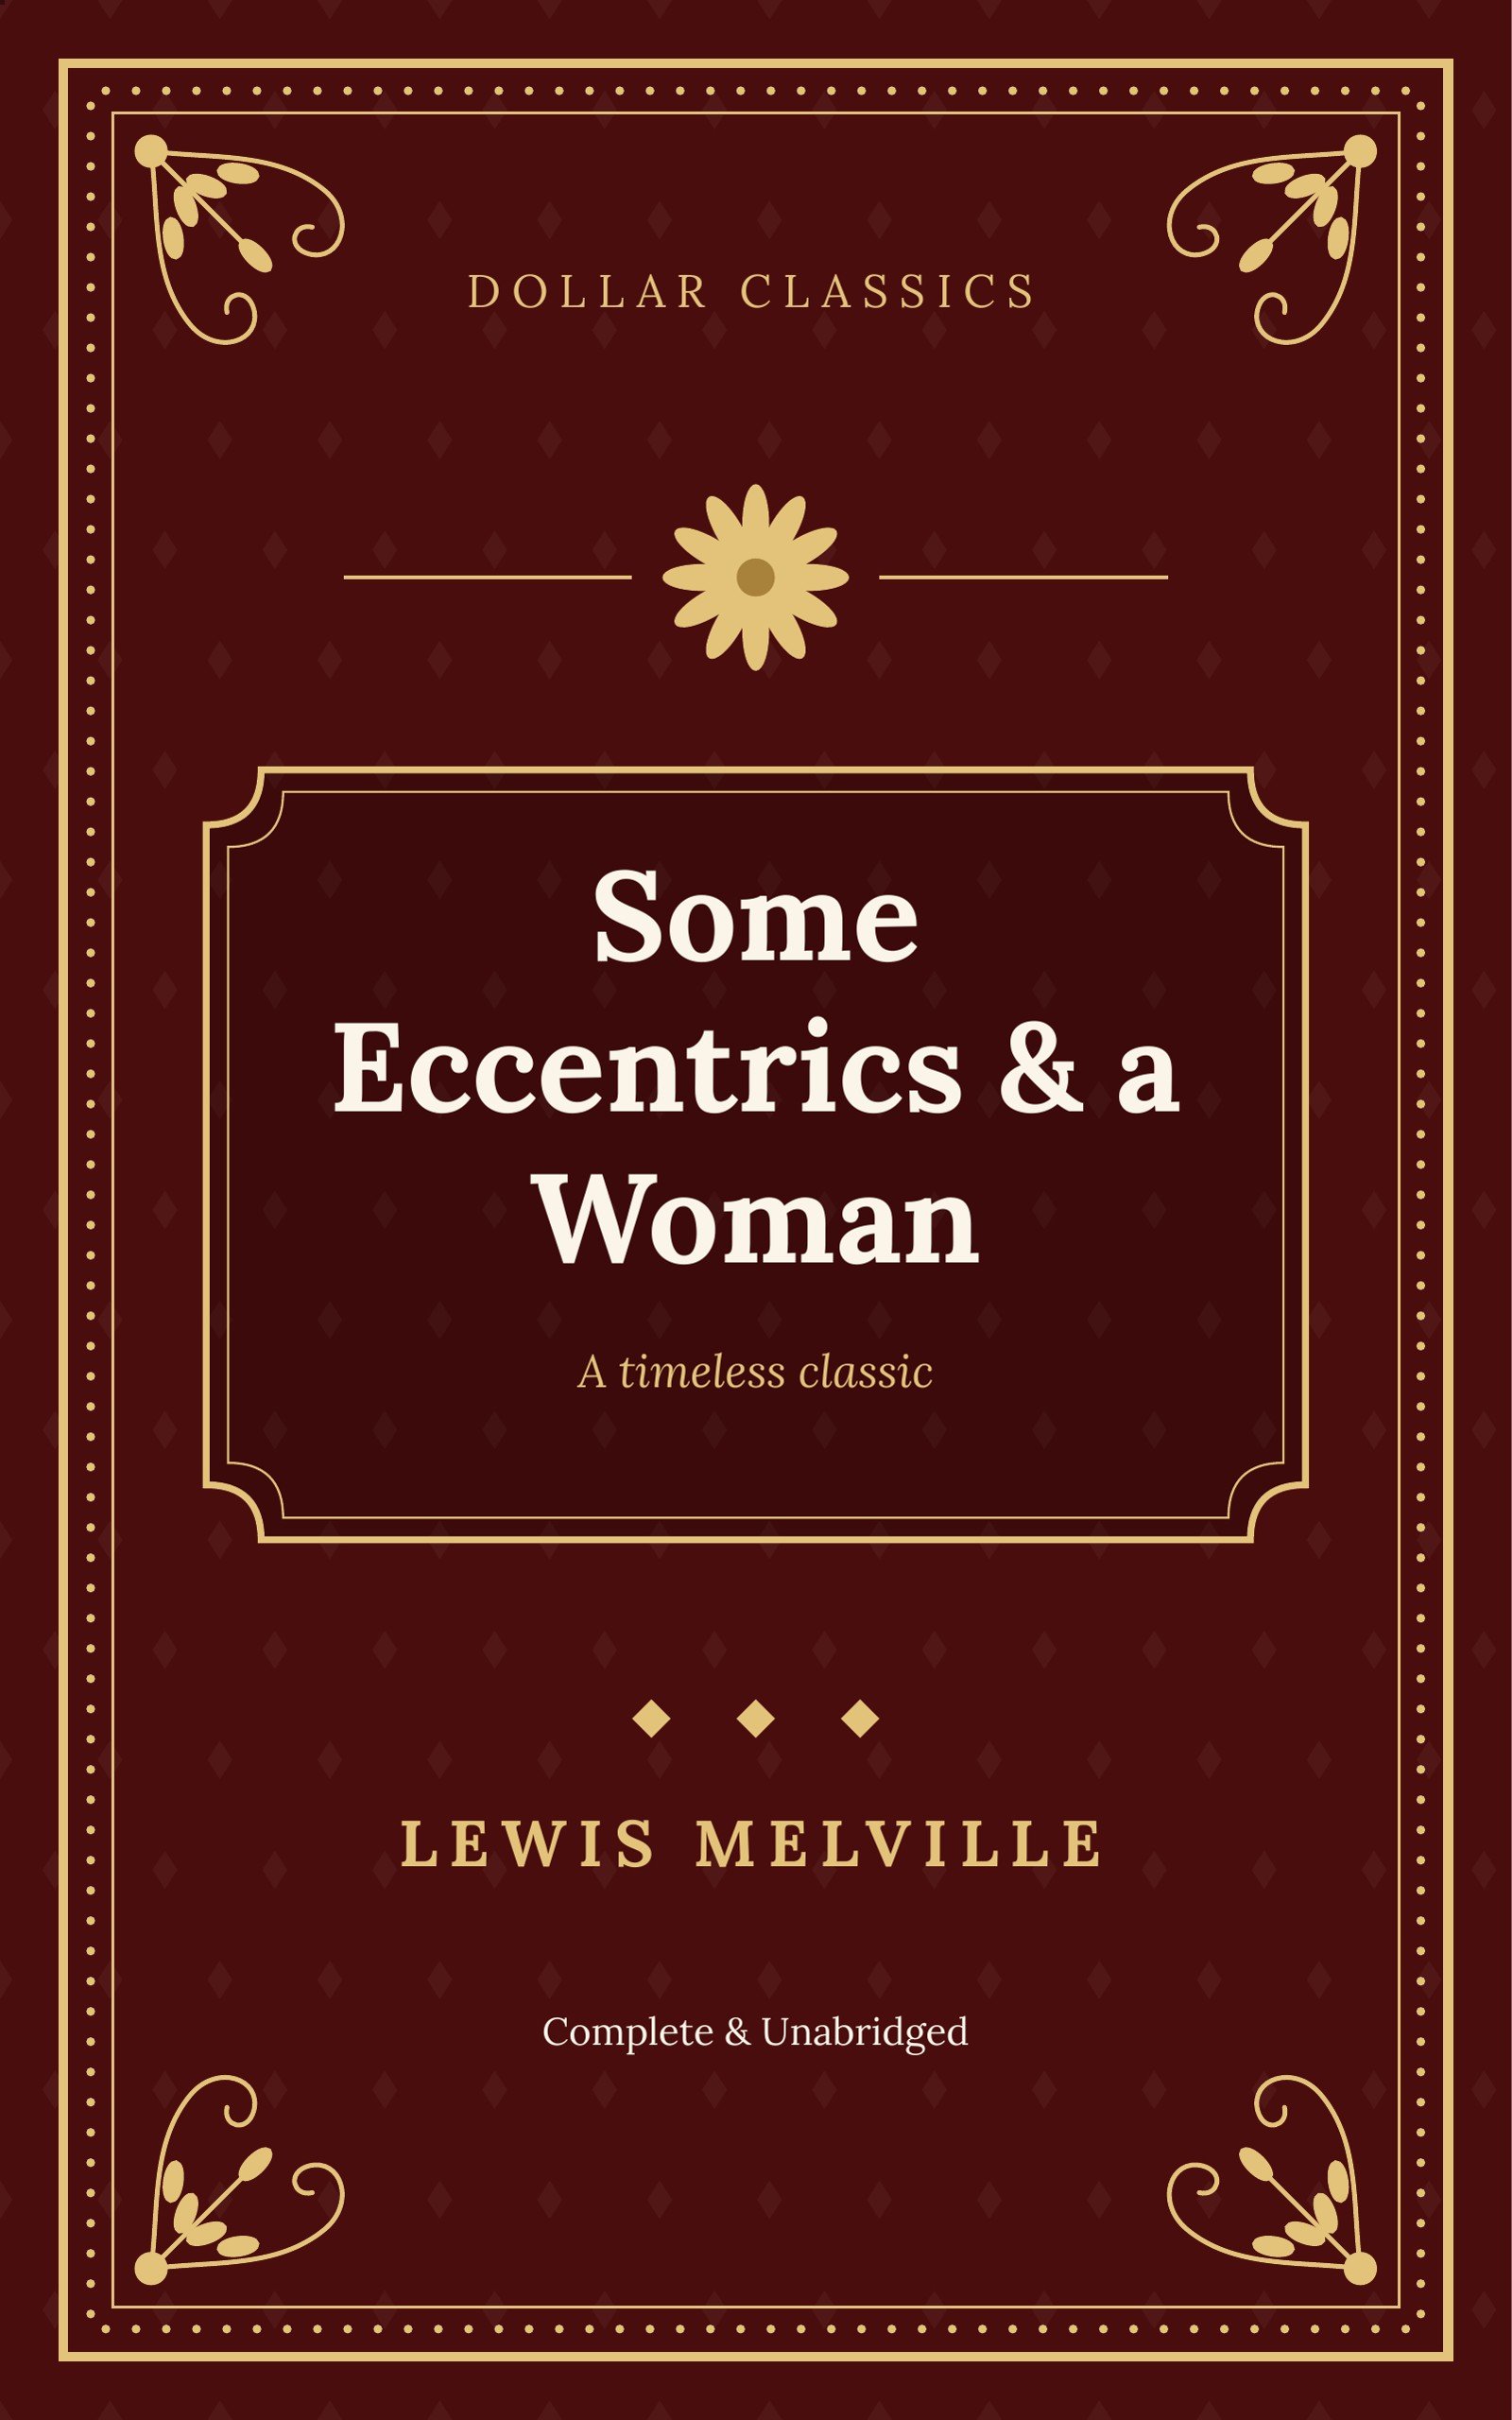 DOLLAR CLASSICS
Some
Eccentrics & a
Woman
A timeless classic
LEWIS MELVILLE
Complete & Unabridged